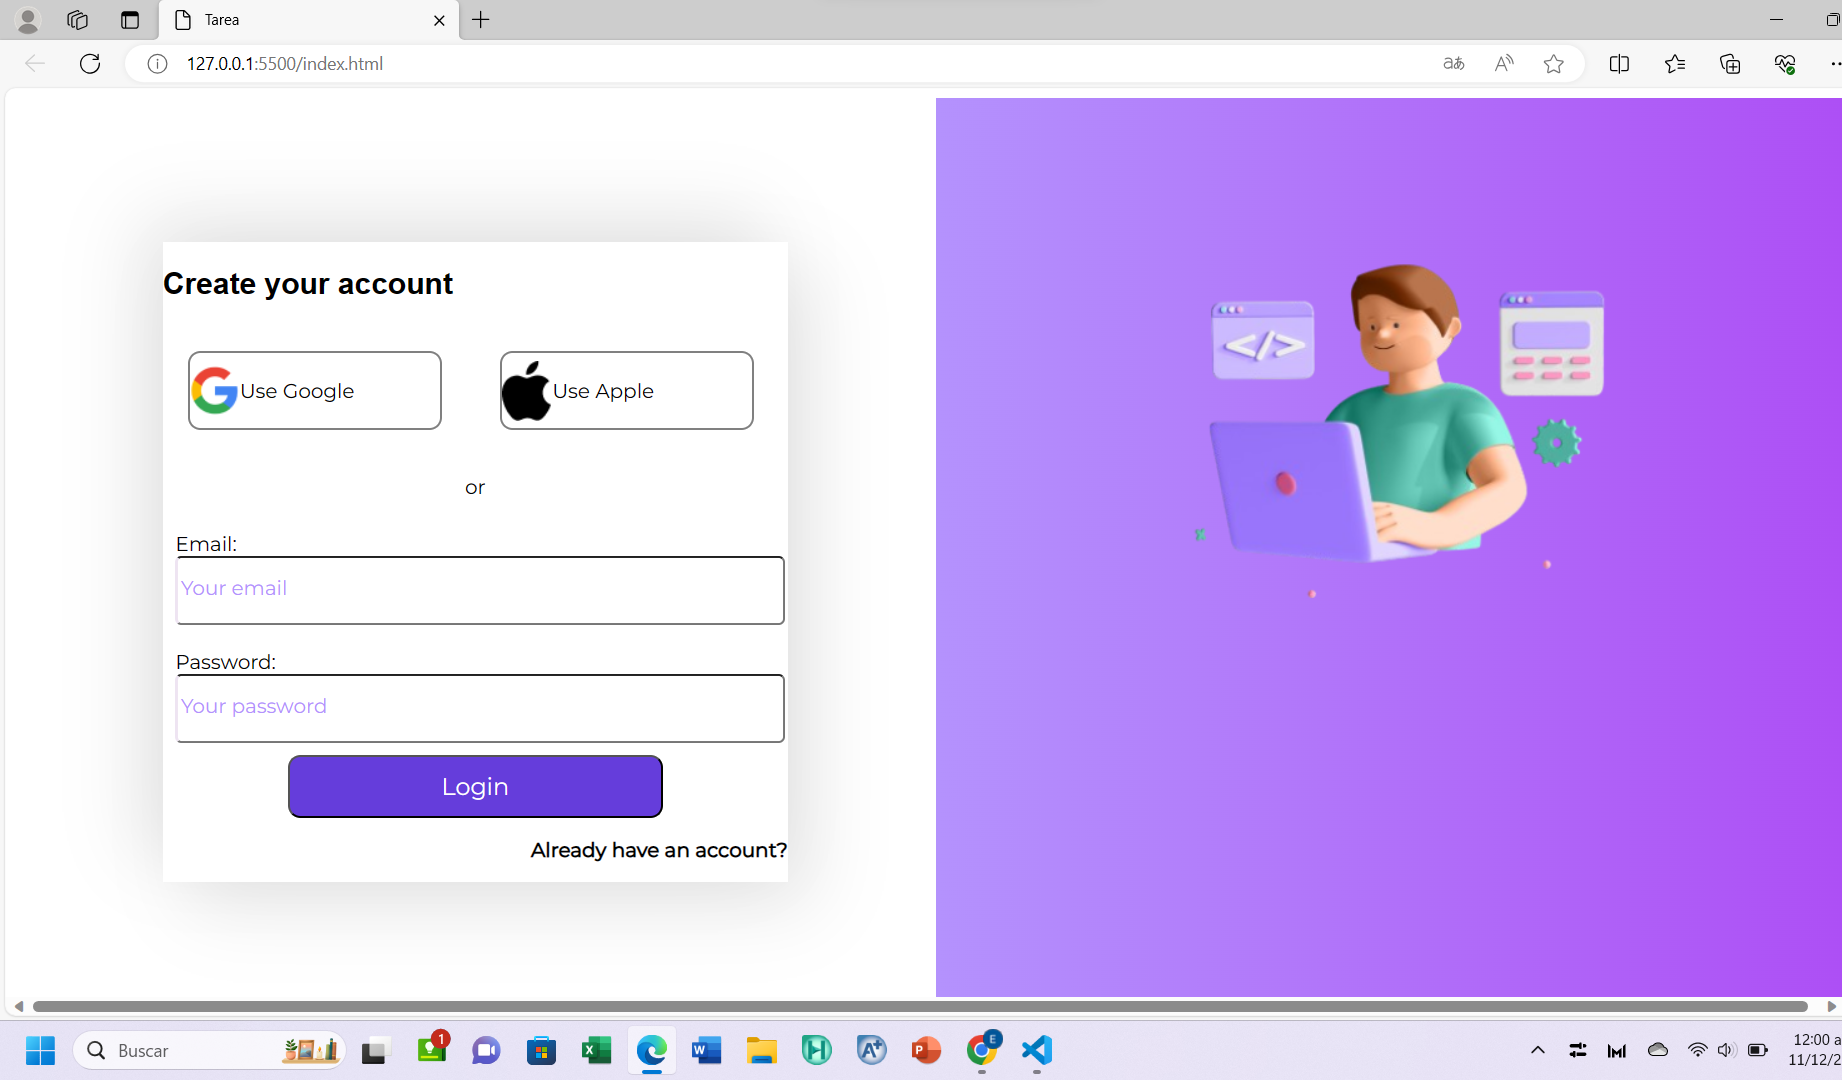 Tarea
127.0.0.1:5500/index.html
Create your account
Use Google
Use Apple
or
Email:
Your email
Password:
Your password
Login
Already have an account?
Buscar
1
E
12:00 a
11/12/2